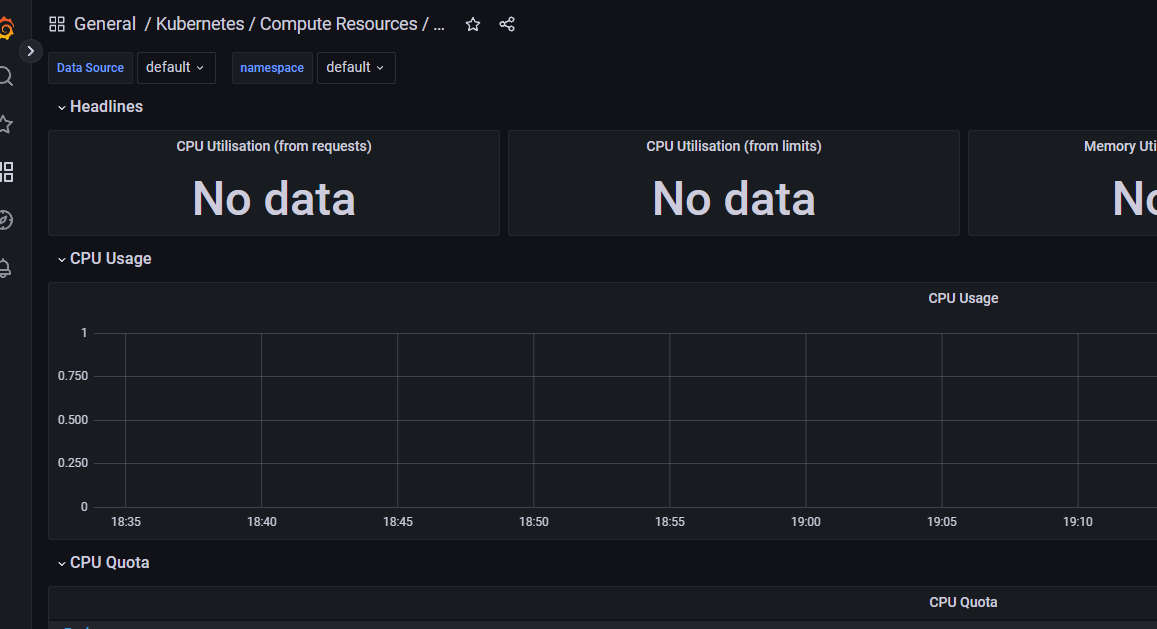 General / Kubernetes / Compute Resources / ...
Data Source default namespace default
Headlines
CPU Utilisation (from requests) CPU Utilisation (from limits) Memory Uti
No data No data No
CPU Usage
CPU Usage
1
0.750
0.500
0.250
0
18:35 18:40 18:45 18:50 18:55 19:00 19:05 19:10
CPU Quota
CPU Quota